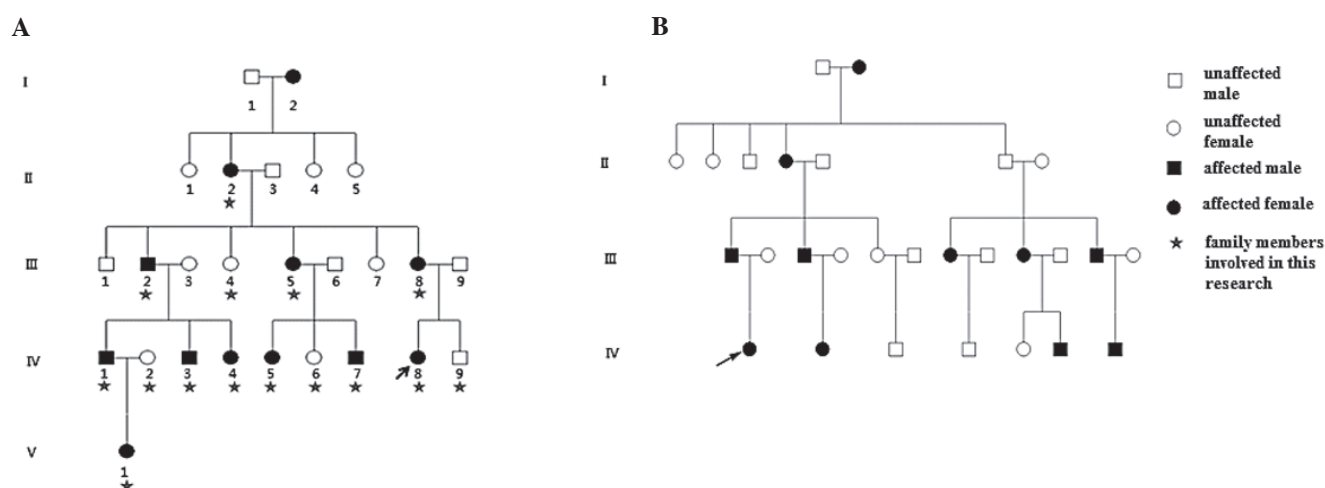 A
B
I
1 2
II
1 2 3 4 5
III
1 2 3 4 5 6 7 8 9
IV
1 2 3 4 5 6 7 8 9
V
1
I
II
III
IV
unaffected
male
unaffected
female
affected male
affected female
family members
involved in this
research